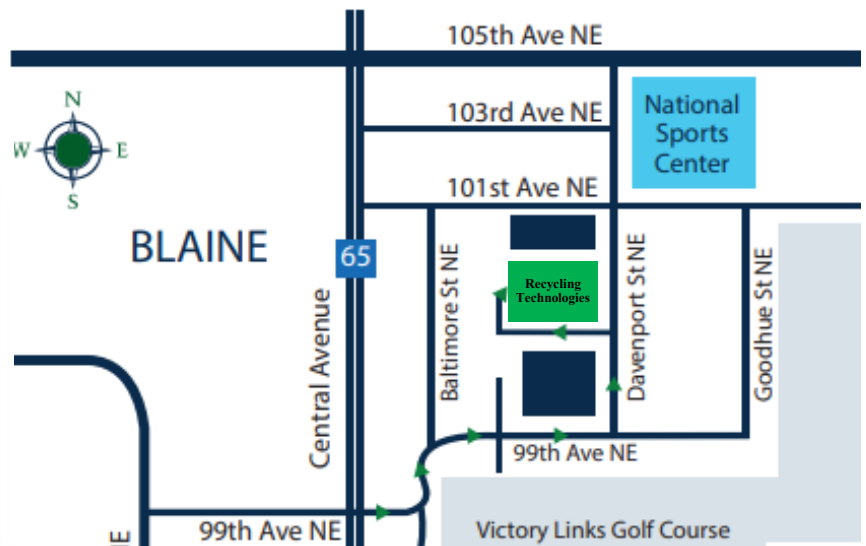 105th Ave NE
N
W
E
S
103rd Ave NE
National
Sports
Center
101st Ave NE
BLAINE
65
Recycling
Technologies
Central Avenue
Baltimore St NE
Davenport St NE
Goodhue St NE
99th Ave NE
99th Ave NE
NE
Victory Links Golf Course